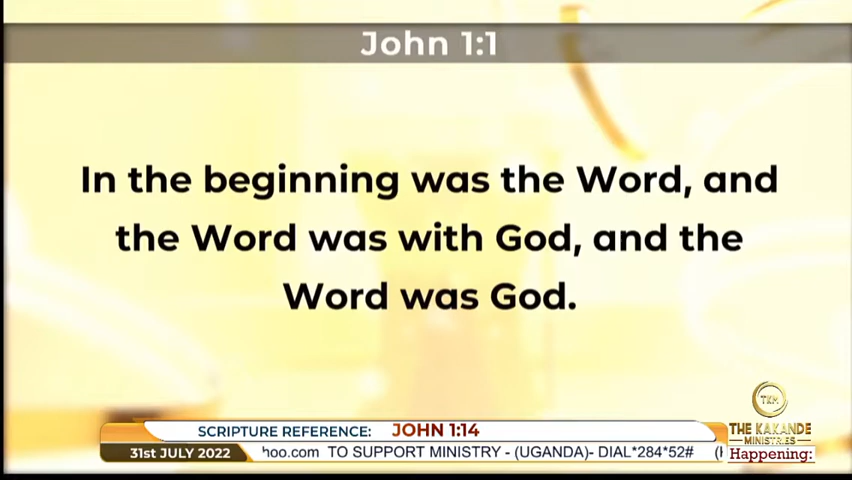 John 1:1
In the beginning was the Word, and
the Word was with God, and the
Word was God.
SCRIPTURE REFERENCE: JOHN 1:14
31st JULY 2022 hoo.com TO SUPPORT MINISTRY - (UGANDA)- DIAL*284*52#
TKM
THE KAKANDE
MINISTRIES
Happening: